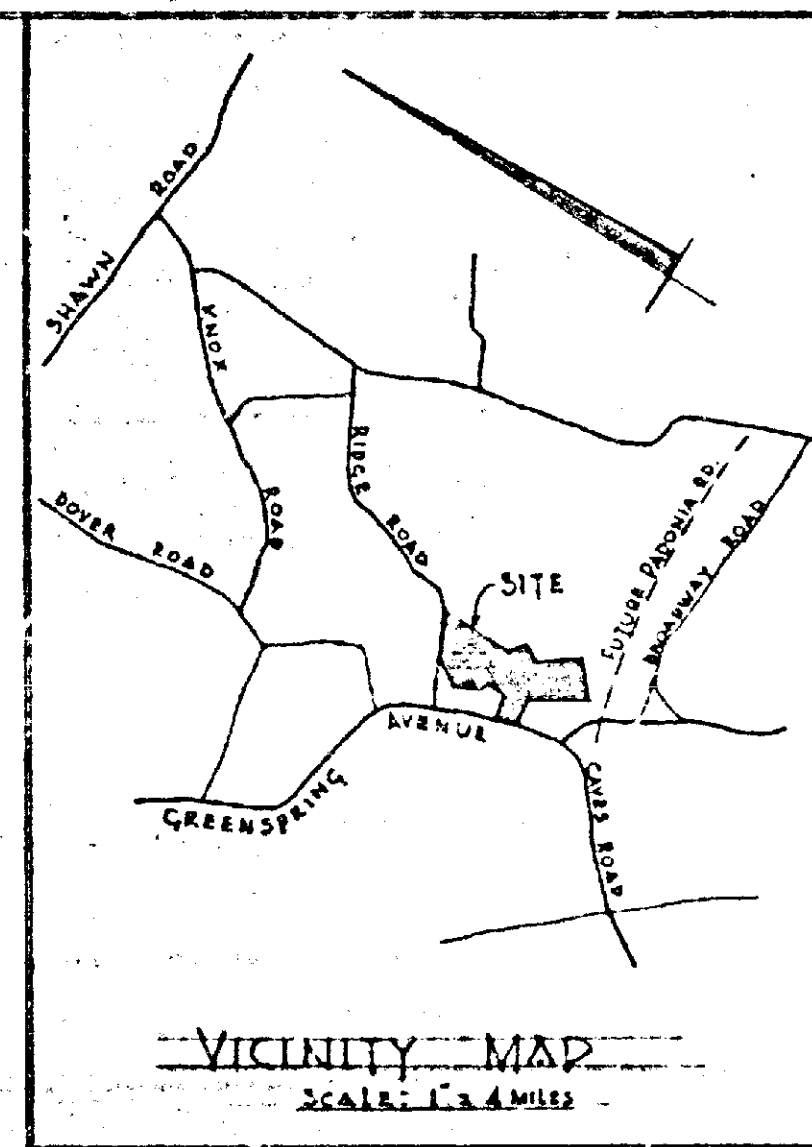 SHAWN ROAD
KNOX ROAD
RIDGE ROAD
DOVER ROAD
SITE
FUTURE PADONIA RD.
BROADWAY ROAD
GREENSPRING AVENUE
CAVES ROAD
VICINITY MAP
SCALE: 1" = 4 MILES